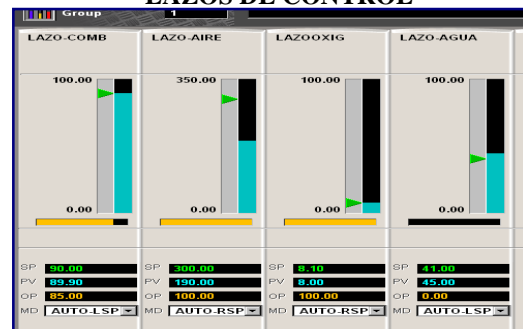 LAZOS DE CONTROL
Group 1
LAZO-COMB LAZO-AIRE LAZOOXIG LAZO-AGUA
100.00 350.00 100.00 100.00
0.00 0.00 0.00 0.00
SP 90.00 SP 300.00 SP 8.10 SP 41.00
PV 89.90 PV 190.00 PV 8.00 PV 45.00
OP 85.00 OP 100.00 OP 100.00 OP 0.00
MD AUTO-LSP MD AUTO-RSP MD AUTO-RSP MD AUTO-LSP